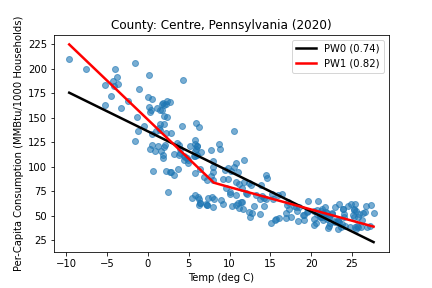 County: Centre, Pennsylvania (2020)
Per-Capita Consumption (MMBtu/1000 Households)
225
200
175
150
125
100
75
50
25
PW0 (0.74)
PW1 (0.82)
−10 −5 0 5 10 15 20 25
Temp (deg C)